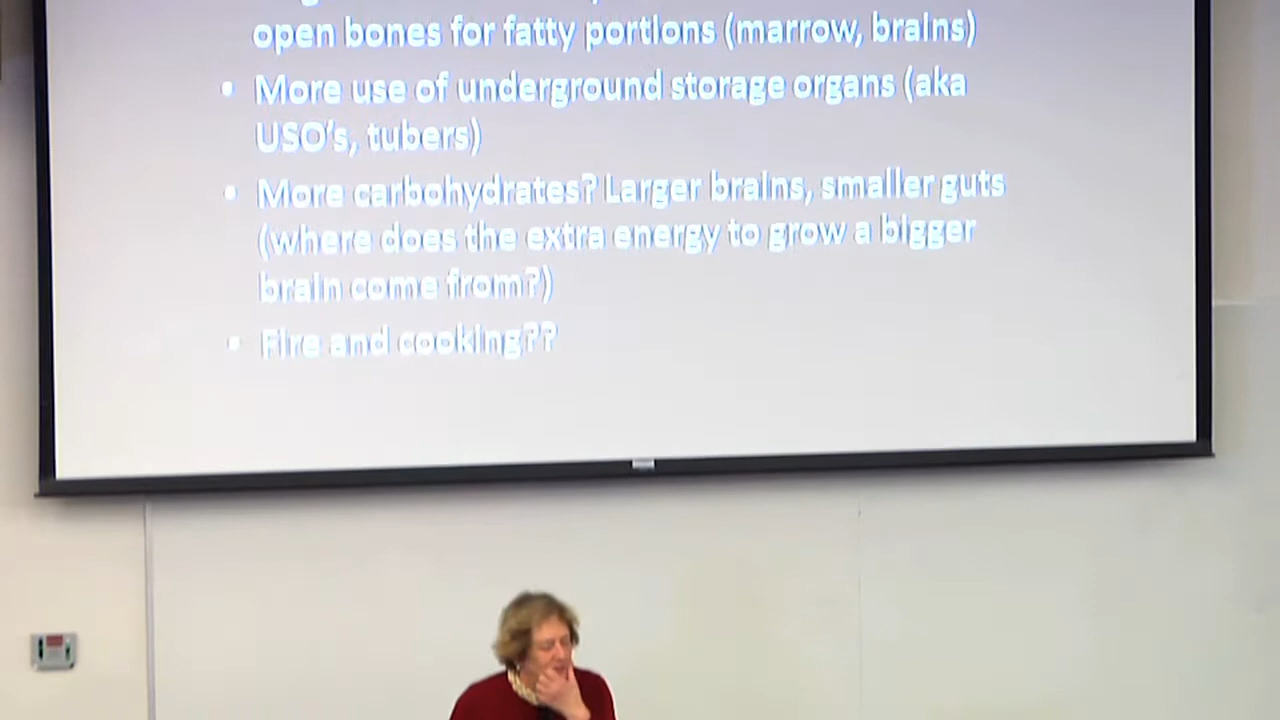 open bones for fatty portions (marrow, brains)
• More use of underground storage organs (aka
USO's, tubers)
• More carbohydrates? Larger brains, smaller guts
(where does the extra energy to grow a bigger
brain come from?)
• Fire and cooking??